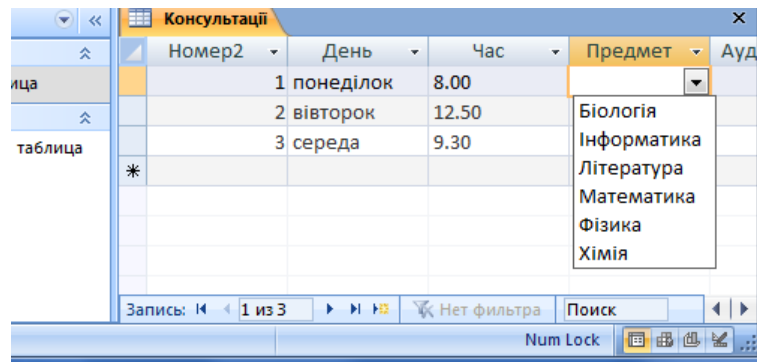 Консультації
Номер2 День Час Предмет Ауд
ица
1 понеділок 8.00
2 вівторок 12.50
таблица
3 середа 9.30
Біологія
Інформатика
Література
Математика
Фізика
Хімія
Запись: 1 из 3 Нет фильтра Поиск
Num Lock